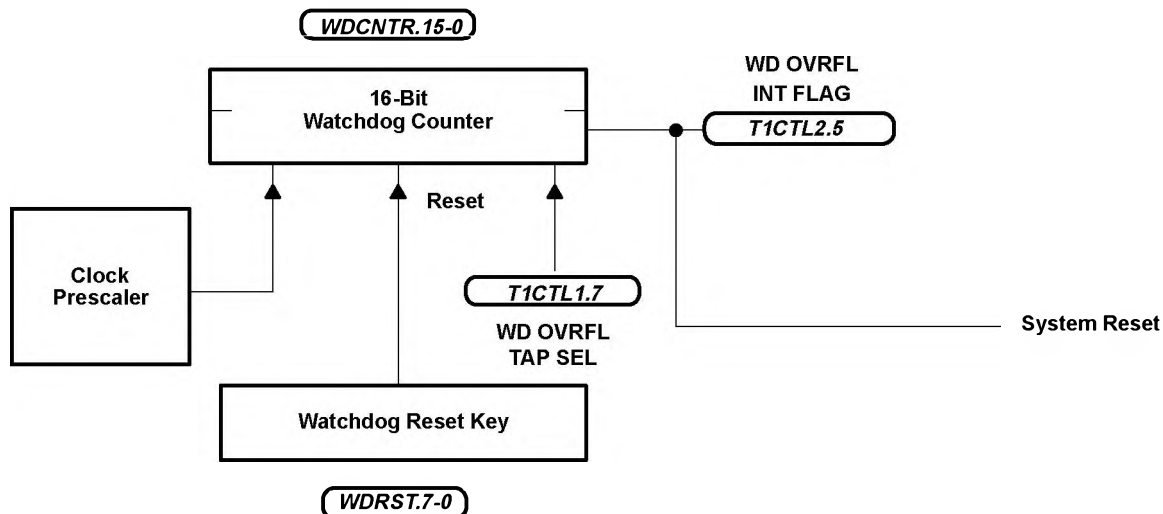 WDCNTR.15-0
16-Bit
Watchdog Counter
WD OVRFL
INT FLAG
T1CTL2.5
Reset
Clock
Prescaler
T1CTL1.7
WD OVRFL
TAP SEL
System Reset
Watchdog Reset Key
WDRST.7-0